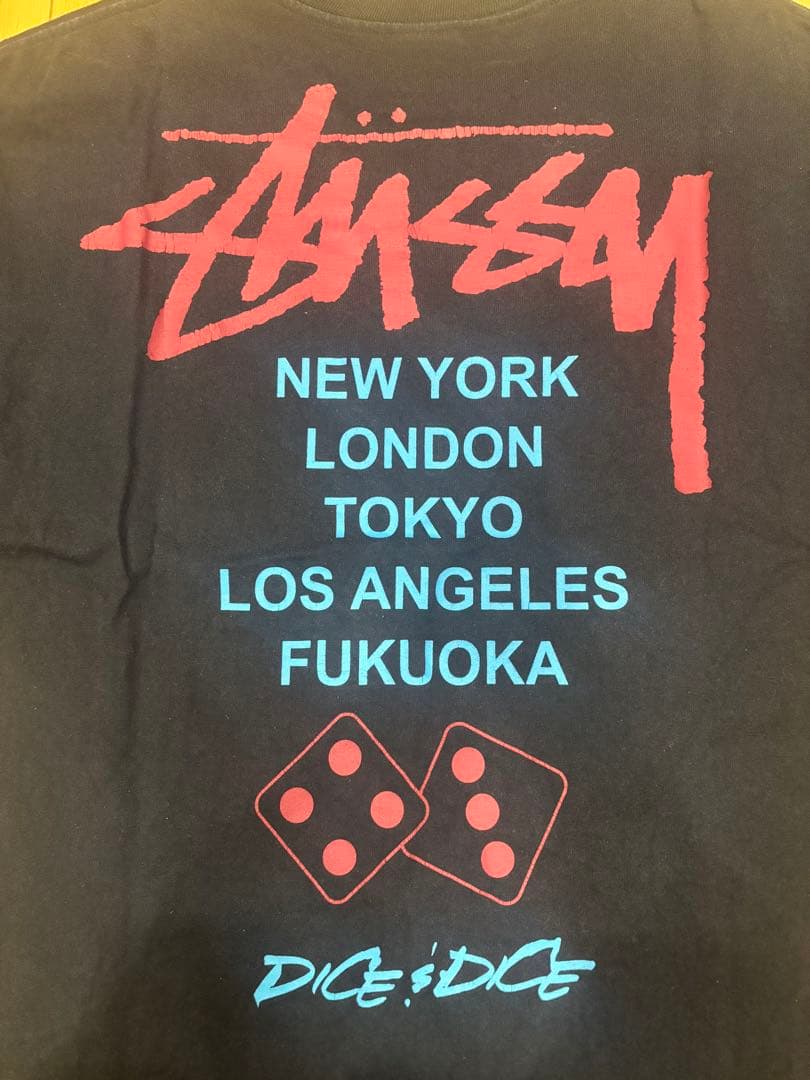 Stüssy
NEW YORK
LONDON
TOKYO
LOS ANGELES
FUKUOKA
DICE & DICE